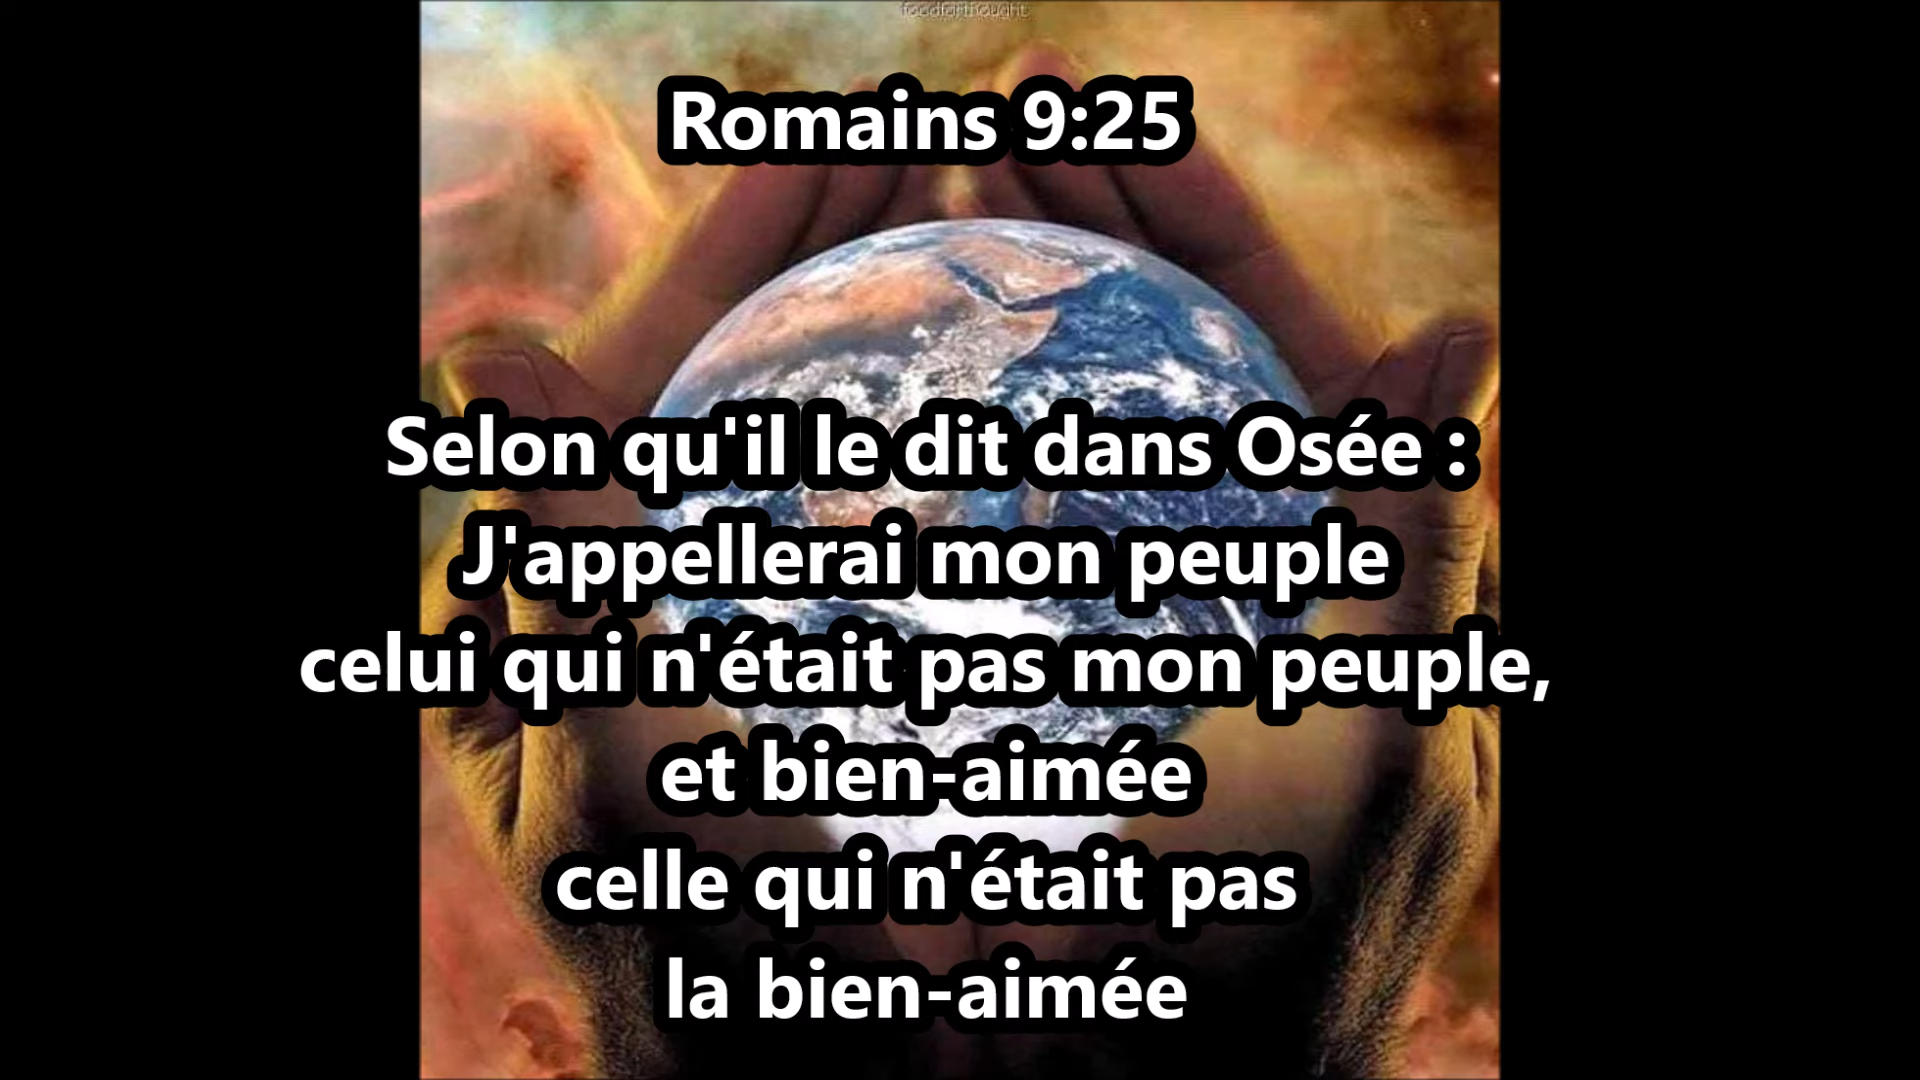 foodforthought
Romains 9:25
Selon qu'il le dit dans Osée :
J'appellerai mon peuple
celui qui n'était pas mon peuple,
et bien-aimée
celle qui n'était pas
la bien-aimée